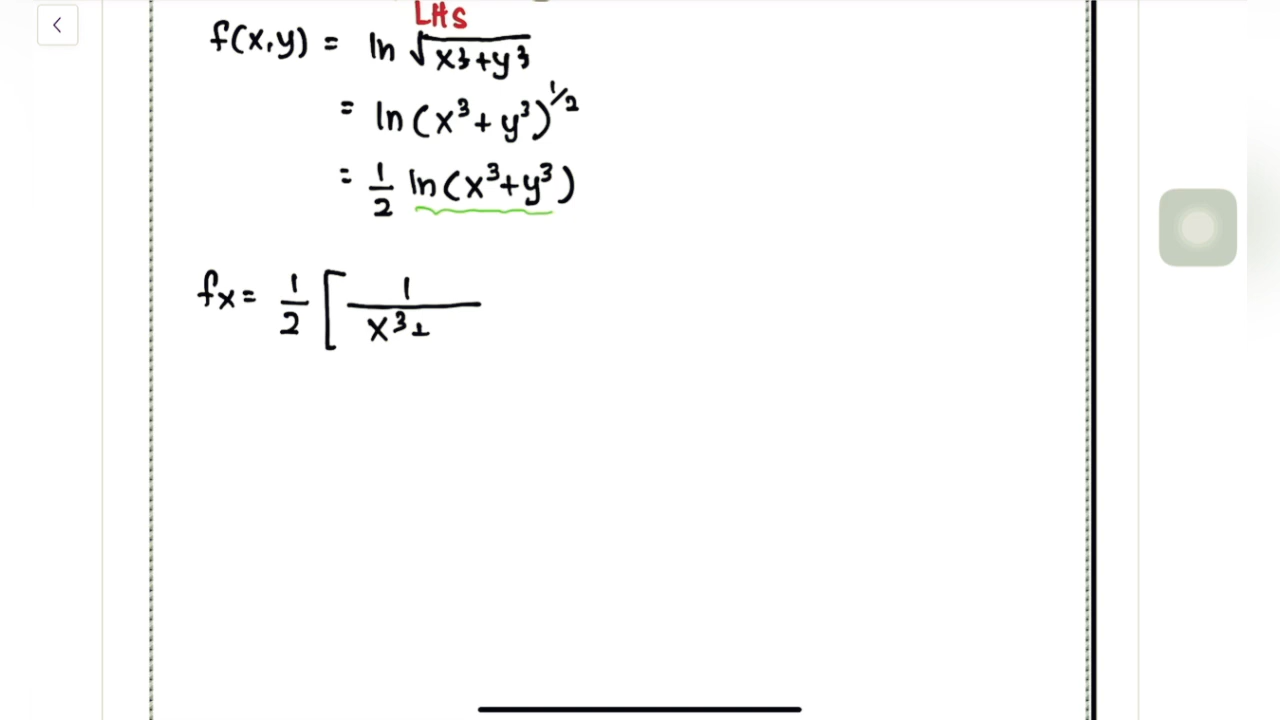 LHS
f(x,y) = ln √(x³+y³)
= ln (x³+ y³)^1/2
= 1/2 ln (x³+y³)
fx = 1/2 [ 1/(x³+